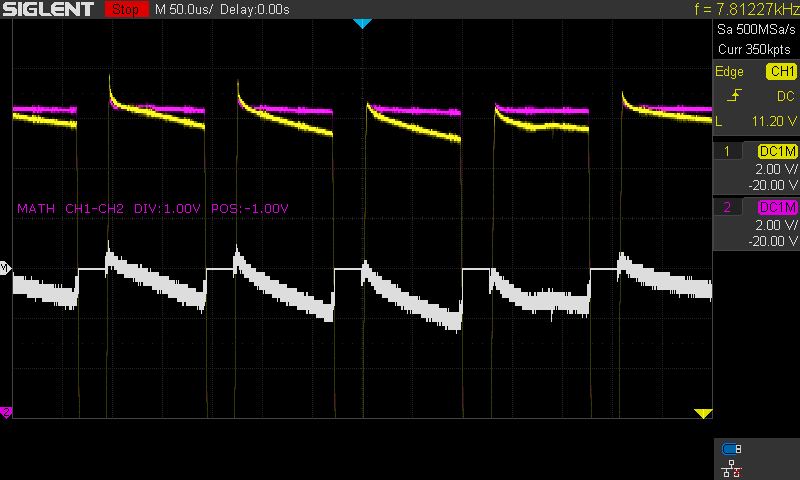 SIGLENT Stop M 50.0us/ Delay:0.00s f = 7.81227kHz
Sa 500MSa/s
Curr 350kpts
Edge CH1
DC
L 11.20 V
1 DC1M
2.00 V/
-20.00 V
2 DC1M
2.00 V/
-20.00 V
MATH CH1-CH2 DIV:1.00V POS:-1.00V
M
2